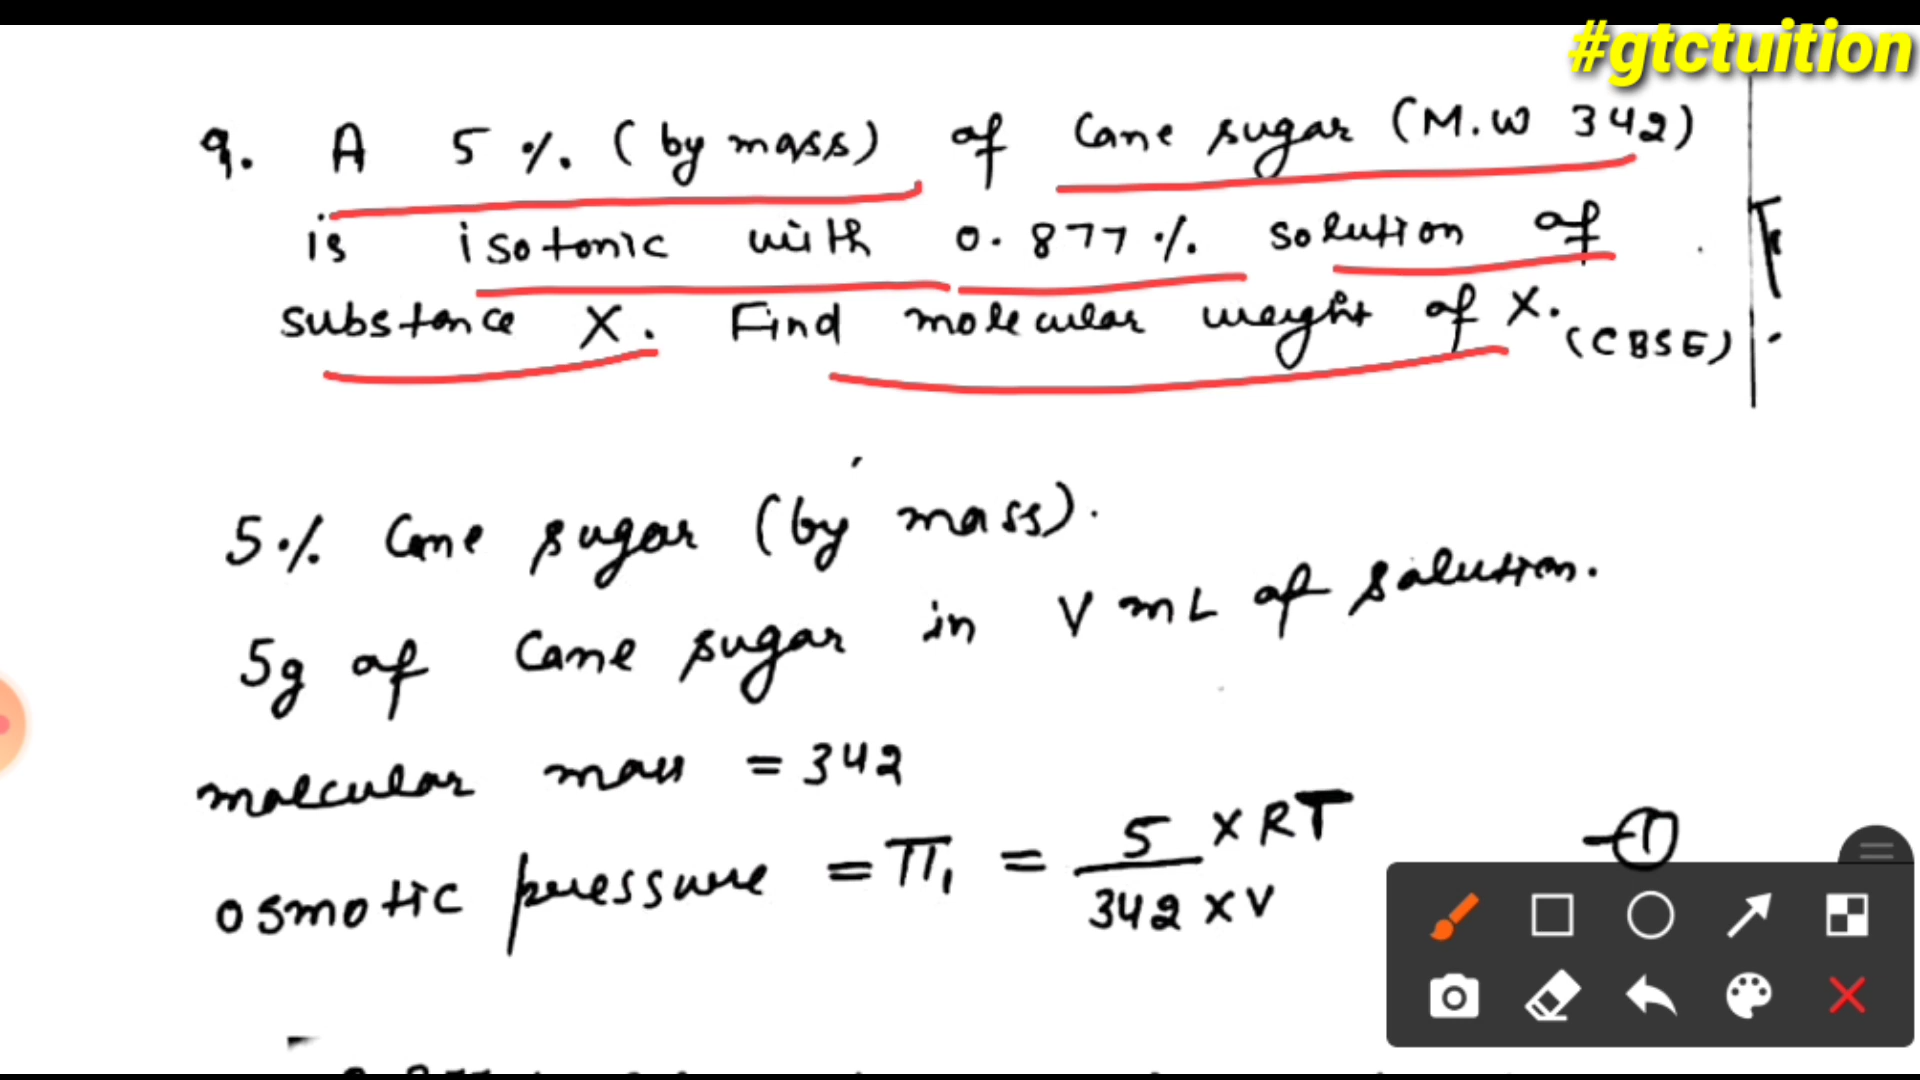 #gtctuition
q. A 5 %. (by mass) of Cane sugar (M.W 342)
is isotonic with 0.877 %. solution of
substance X. Find molecular weight of X.
(CBSE)
5 % Cane sugar (by mass).
5g of Cane sugar in V mL of solution.
malcular mass = 342
osmotic pressure = π₁ = 5/342 x V x RT - ①